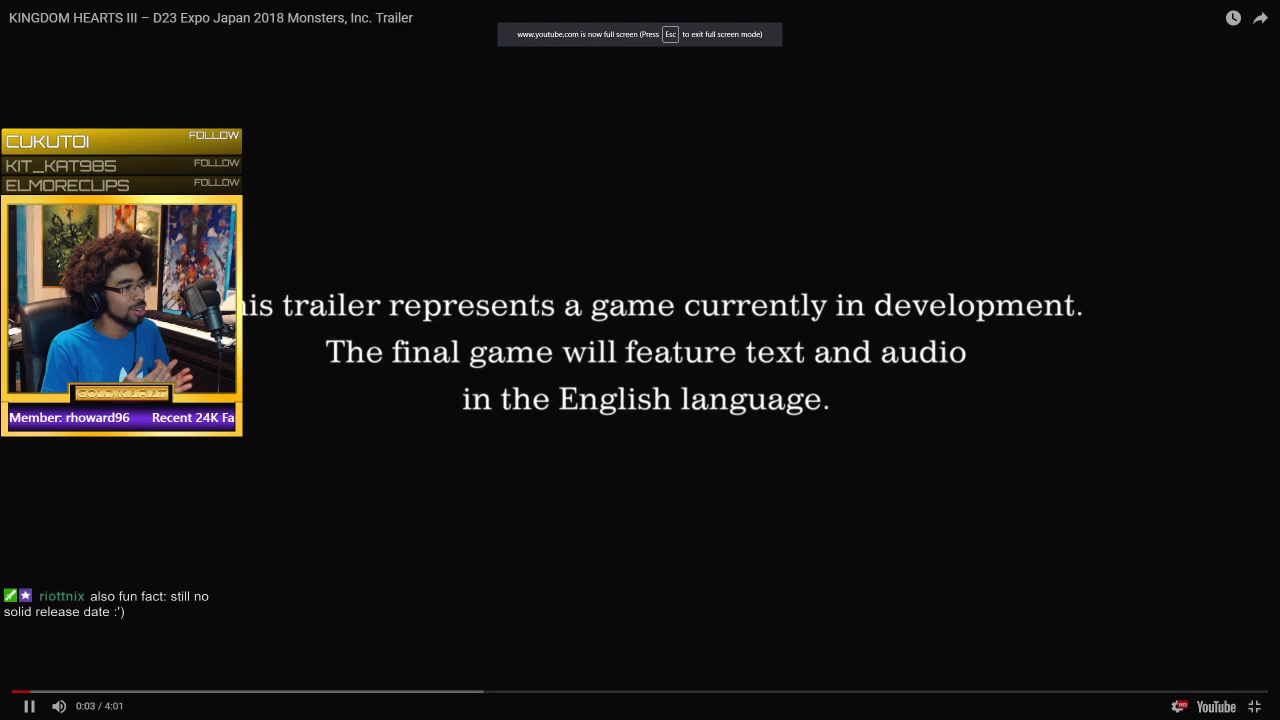 KINGDOM HEARTS III – D23 Expo Japan 2018 Monsters, Inc. Trailer
www.youtube.com is now full screen (Press Esc to exit full screen mode)
CUKUTOI FOLLOW
KIT_KAT985 FOLLOW
ELMORECLIPS FOLLOW
his trailer represents a game currently in development.
The final game will feature text and audio
in the English language.
GOLD KARAT
Member: rhoward96 Recent 24K Fa
riottnix also fun fact: still no
solid release date :')
0:03 / 4:01
HD
YouTube